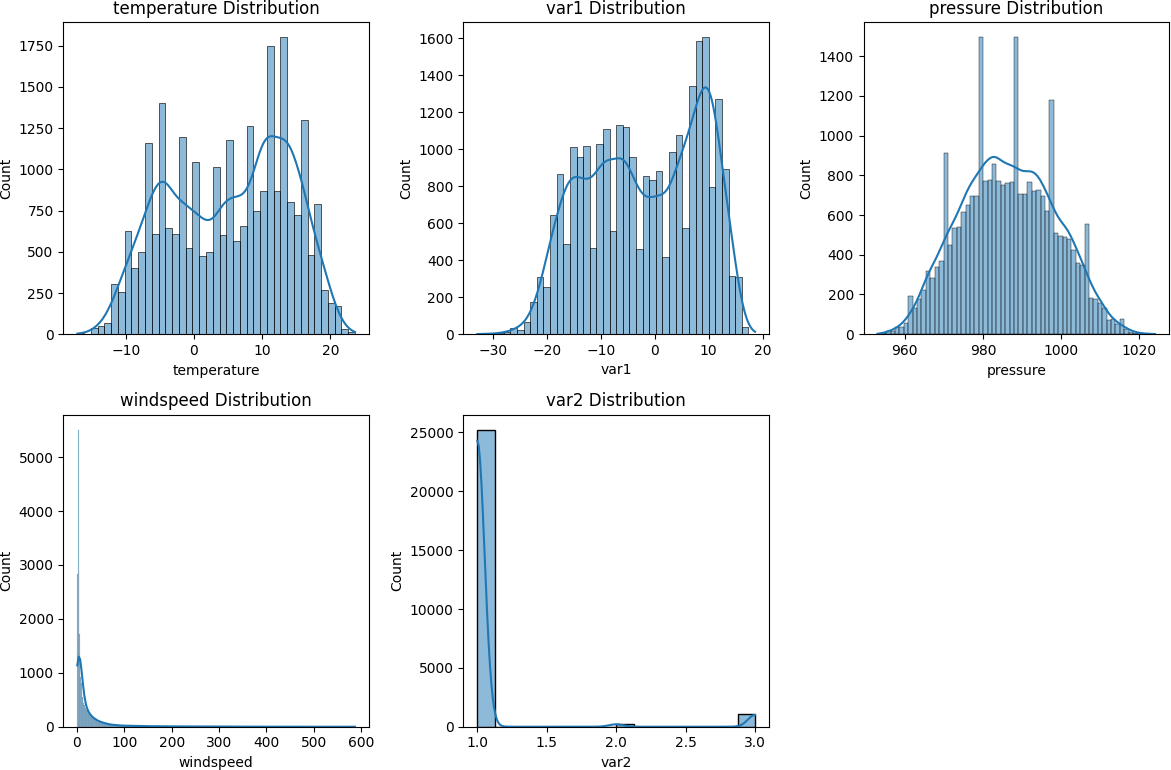 temperature Distribution
1750
1500
1250
1000
750
500
250
0
Count
−10 0 10 20
temperature
var1 Distribution
1600
1400
1200
1000
800
600
400
200
0
Count
−30 −20 −10 0 10 20
var1
pressure Distribution
1400
1200
1000
800
600
400
200
0
Count
960 980 1000 1020
pressure
windspeed Distribution
5000
4000
3000
2000
1000
0
Count
0 100 200 300 400 500 600
windspeed
var2 Distribution
25000
20000
15000
10000
5000
0
Count
1.0 1.5 2.0 2.5 3.0
var2